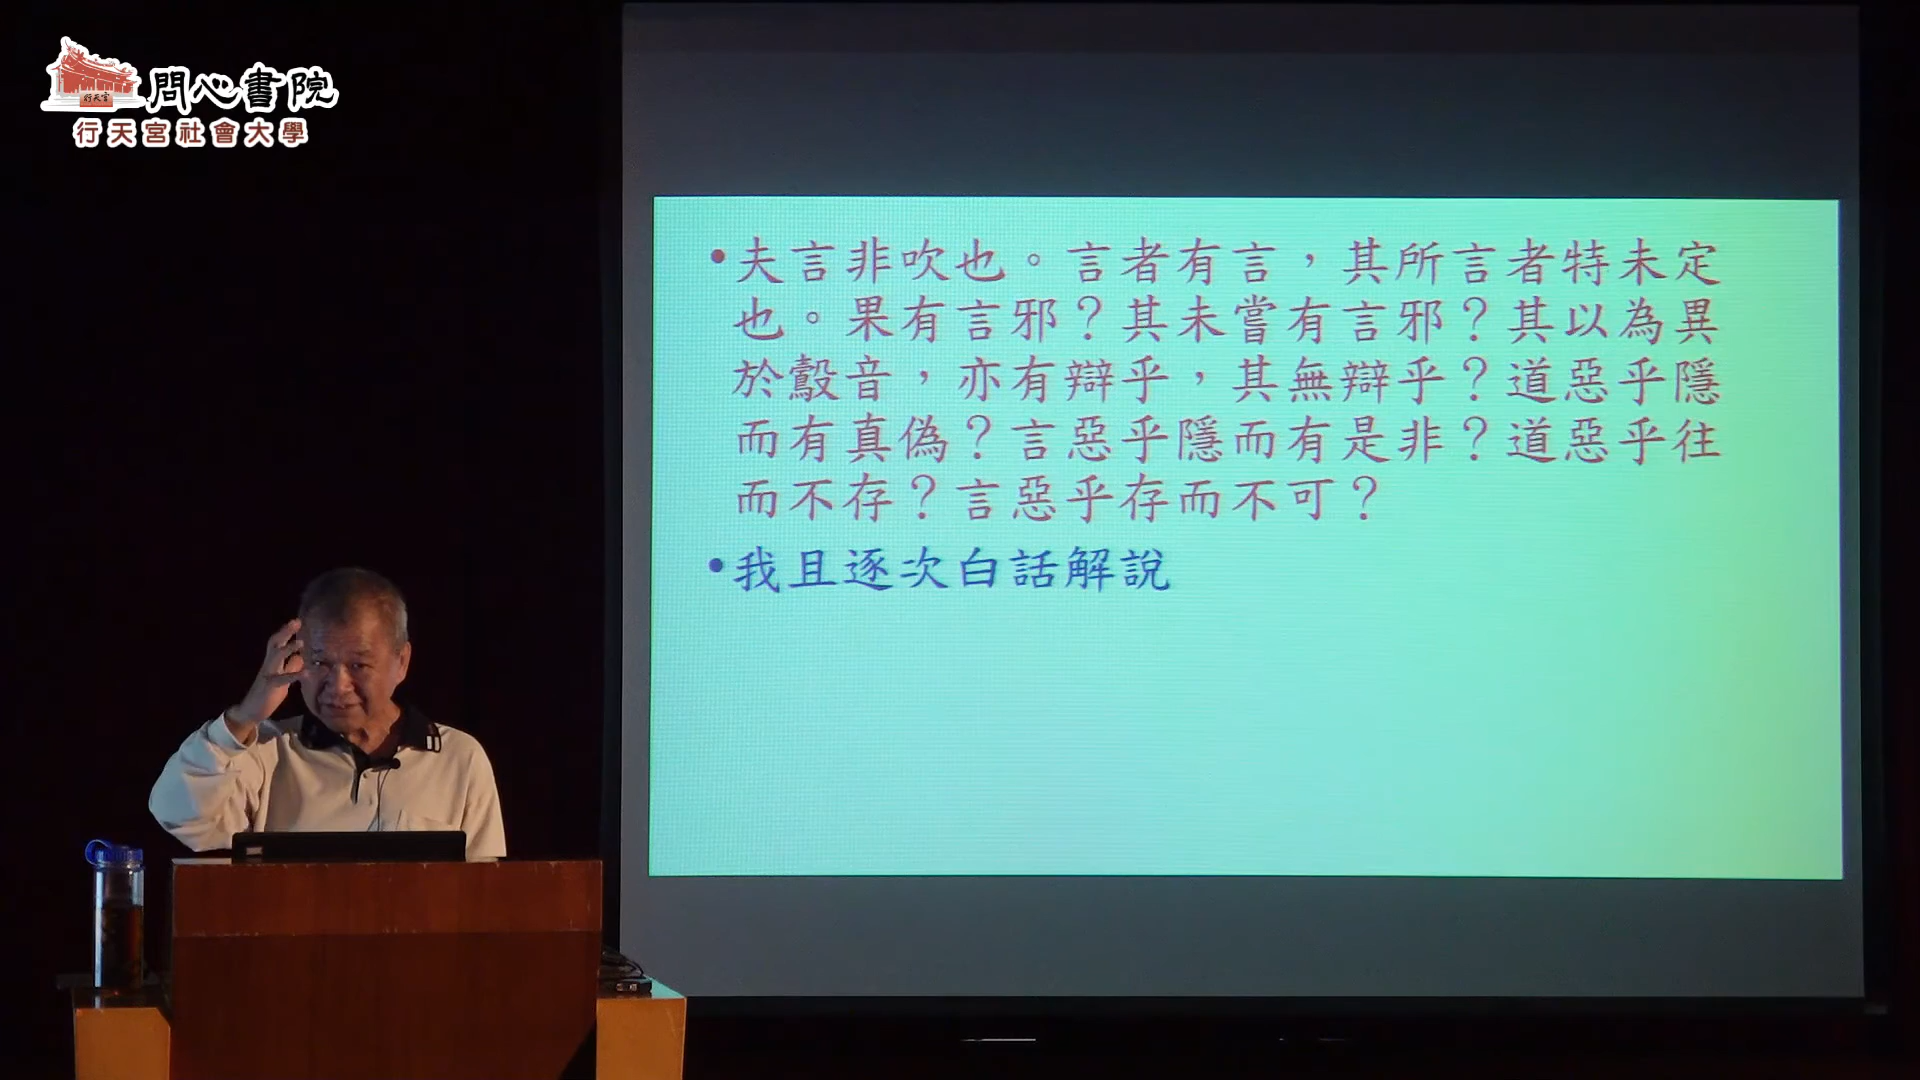 行天宮
問心書院
行天宮社會大學
•夫言非吹也。言者有言，其所言者特未定
也。果有言邪？其未嘗有言邪？其以為異
於鷇音，亦有辯乎，其無辯乎？道惡乎隱
而有真偽？言惡乎隱而有是非？道惡乎往
而不存？言惡乎存而不可？
•我且逐次白話解說